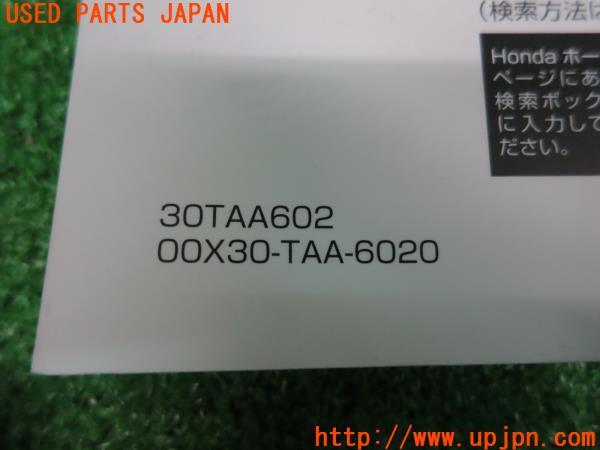 USED PARTS JAPAN
（検索方法は
Honda ホー
ページにあ
検索ボック
に入力して
ださい。
30TAA602
00X30-TAA-6020
http://www.upjpn.com